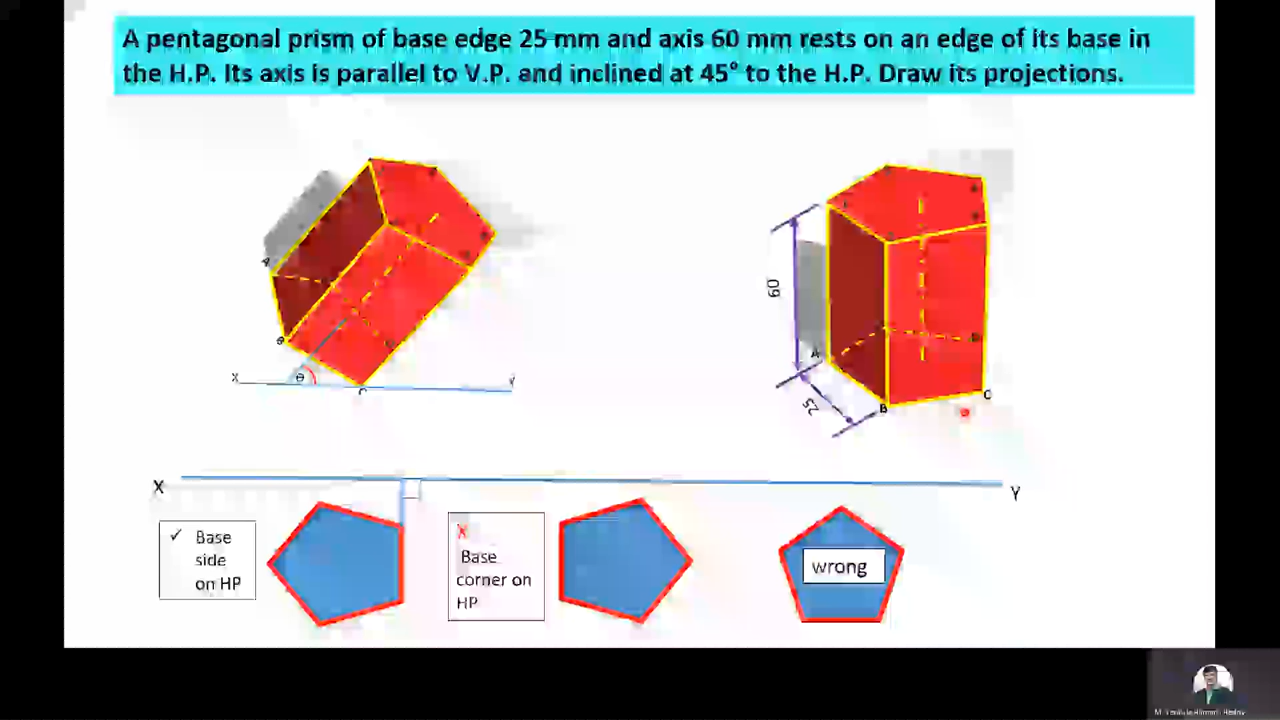 A pentagonal prism of base edge 25 mm and axis 60 mm rests on an edge of its base in
the H.P. Its axis is parallel to V.P. and inclined at 45° to the H.P. Draw its projections.
A
B
C
X
θ
Y
60
A
25
B
C
D
X
Y
✓ Base
side
on HP
X
Base
corner on
HP
wrong